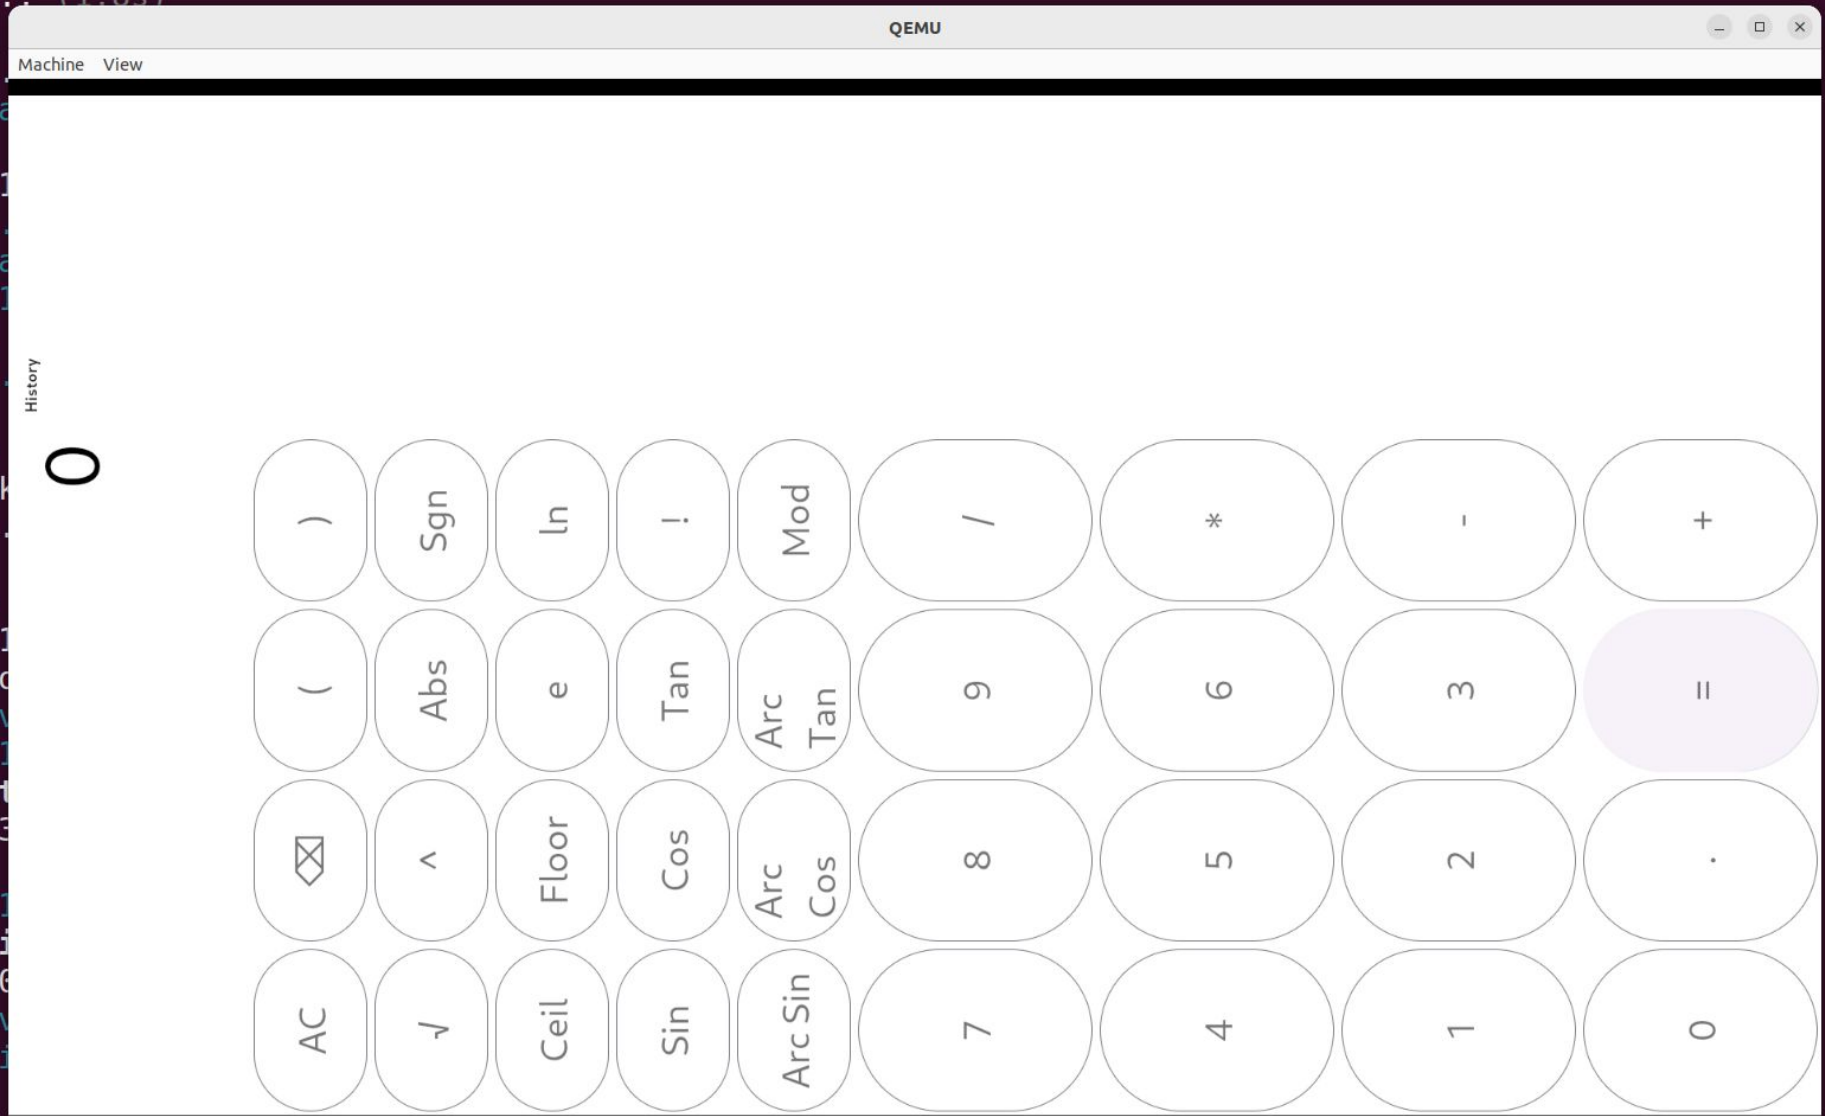 QEMU
Machine View
History
0
AC ⌫ ( )
√ ^ Abs Sgn
Ceil Floor e ln
Sin Cos Tan !
Arc Sin Arc Cos Arc Tan Mod
7 8 9 /
4 5 6 *
1 2 3 -
0 . = +